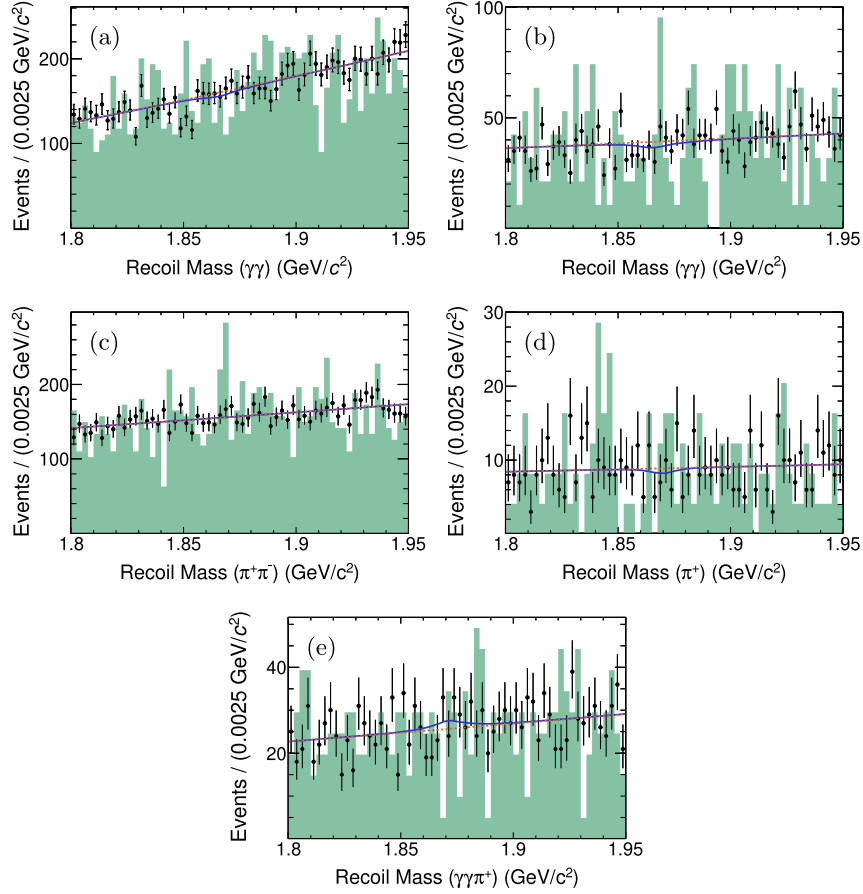 (a)
Events / (0.0025 GeV/c²)
200
100
1.8 1.85 1.9 1.95
Recoil Mass (γγ) (GeV/c²)
(b)
Events / (0.0025 GeV/c²)
100
50
1.8 1.85 1.9 1.95
Recoil Mass (γγ) (GeV/c²)
(c)
Events / (0.0025 GeV/c²)
200
100
1.8 1.85 1.9 1.95
Recoil Mass (π⁺π⁻) (GeV/c²)
(d)
Events / (0.0025 GeV/c²)
30
20
10
0
1.8 1.85 1.9 1.95
Recoil Mass (π⁺) (GeV/c²)
(e)
Events / (0.0025 GeV/c²)
40
20
1.8 1.85 1.9 1.95
Recoil Mass (γγπ⁺) (GeV/c²)